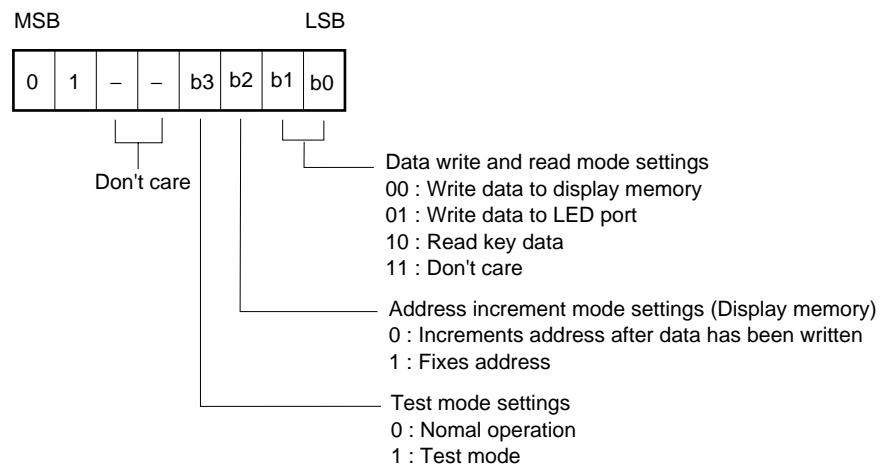 MSB LSB
0 1 – – b3 b2 b1 b0
Data write and read mode settings
Don't care
00 : Write data to display memory
01 : Write data to LED port
10 : Read key data
11 : Don't care
Address increment mode settings (Display memory)
0 : Increments address after data has been written
1 : Fixes address
Test mode settings
0 : Nomal operation
1 : Test mode